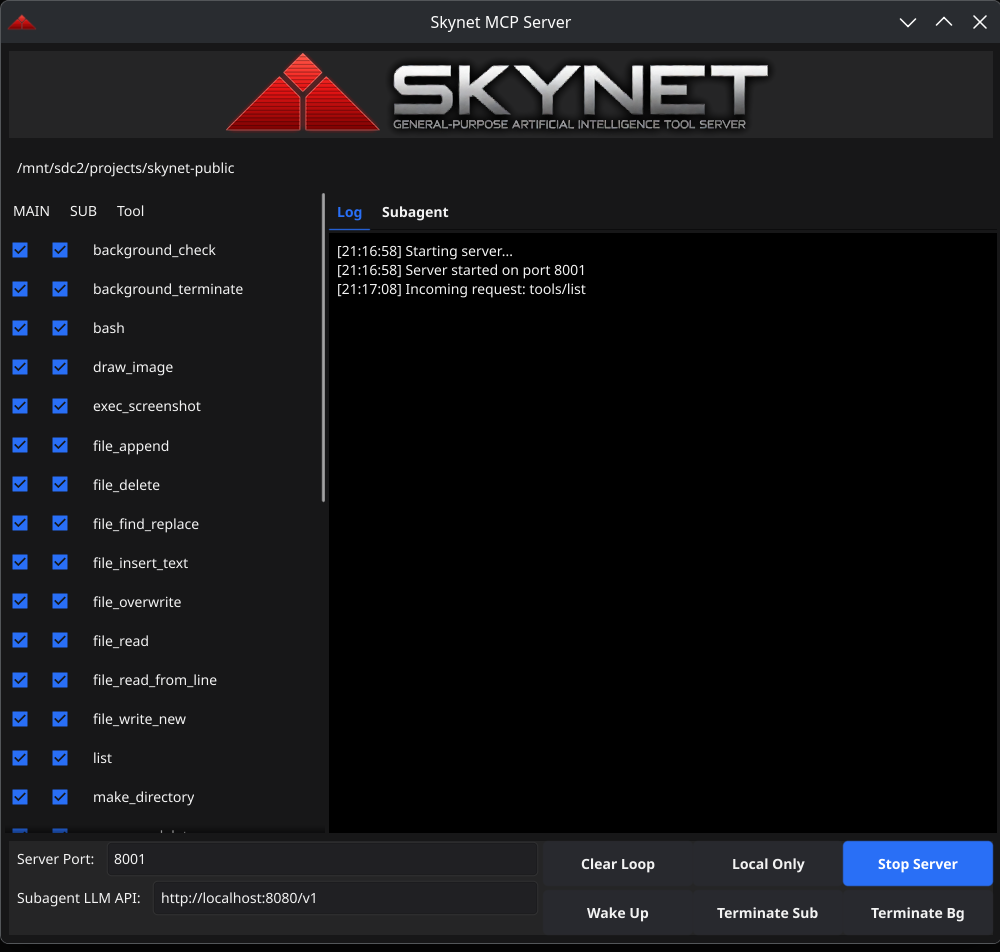 Skynet MCP Server
SKYNET
GENERAL-PURPOSE ARTIFICIAL INTELLIGENCE TOOL SERVER
/mnt/sdc2/projects/skynet-public
MAIN SUB Tool
background_check
background_terminate
bash
draw_image
exec_screenshot
file_append
file_delete
file_find_replace
file_insert_text
file_overwrite
file_read
file_read_from_line
file_write_new
list
make_directory
Log Subagent
[21:16:58] Starting server...
[21:16:58] Server started on port 8001
[21:17:08] Incoming request: tools/list
Server Port: 8001
Subagent LLM API: http://localhost:8080/v1
Clear Loop Local Only Stop Server
Wake Up Terminate Sub Terminate Bg